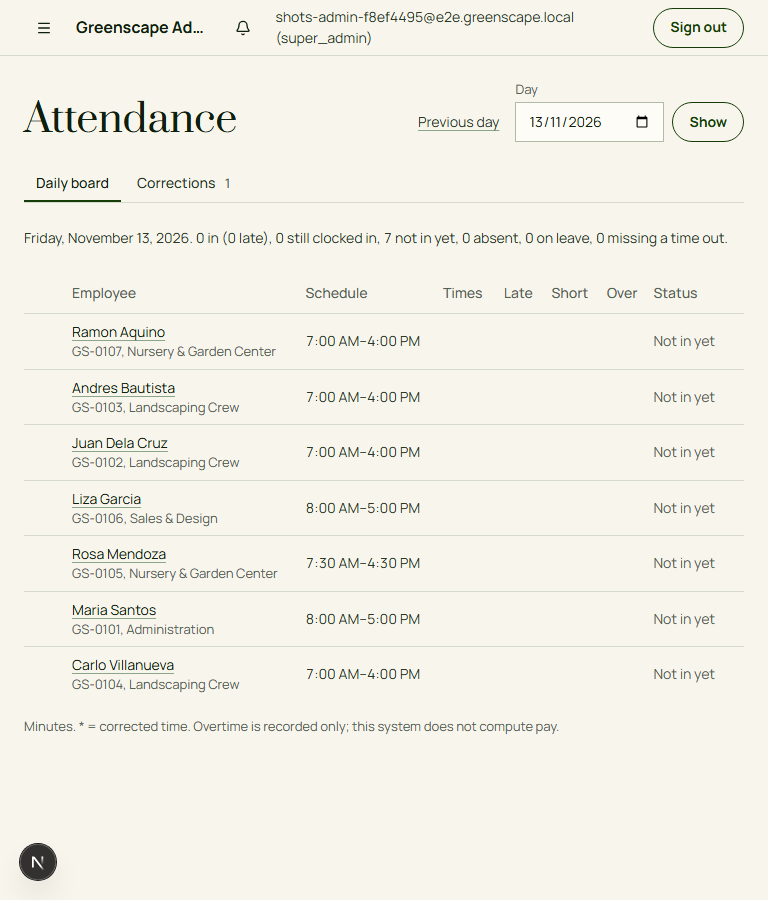 ☰ Greenscape Ad...
shots-admin-f8ef4495@e2e.greenscape.local
(super_admin)
Sign out
Attendance
Previous day
Day
13/11/2026
Show
Daily board
Corrections 1
Friday, November 13, 2026. 0 in (0 late), 0 still clocked in, 7 not in yet, 0 absent, 0 on leave, 0 missing a time out.
Employee Schedule Times Late Short Over Status
Ramon Aquino
GS-0107, Nursery & Garden Center
7:00 AM–4:00 PM
Not in yet
Andres Bautista
GS-0103, Landscaping Crew
7:00 AM–4:00 PM
Not in yet
Juan Dela Cruz
GS-0102, Landscaping Crew
7:00 AM–4:00 PM
Not in yet
Liza Garcia
GS-0106, Sales & Design
8:00 AM–5:00 PM
Not in yet
Rosa Mendoza
GS-0105, Nursery & Garden Center
7:30 AM–4:30 PM
Not in yet
Maria Santos
GS-0101, Administration
8:00 AM–5:00 PM
Not in yet
Carlo Villanueva
GS-0104, Landscaping Crew
7:00 AM–4:00 PM
Not in yet
Minutes. * = corrected time. Overtime is recorded only; this system does not compute pay.
N